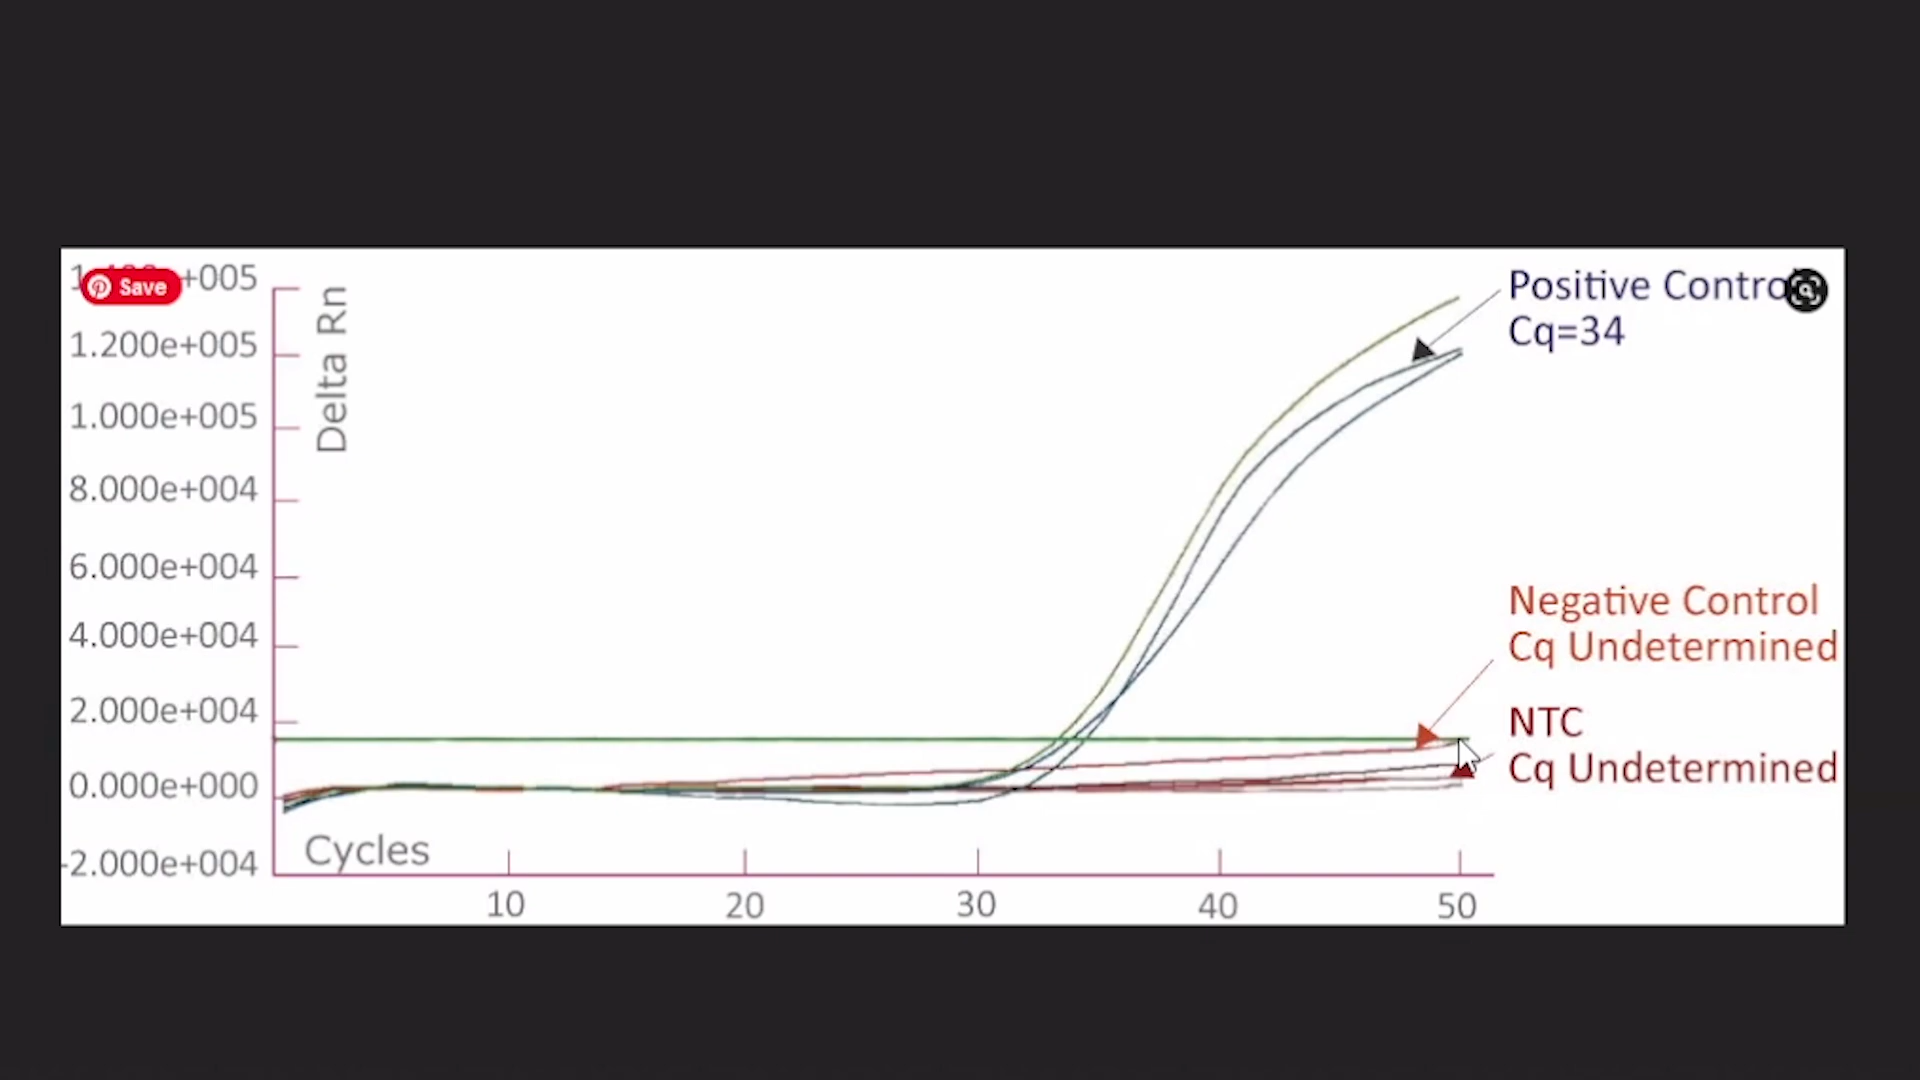 +005
Save
1.200e+005
1.000e+005
8.000e+004
6.000e+004
4.000e+004
2.000e+004
0.000e+000
-2.000e+004
Delta Rn
Cycles
10
20
30
40
50
Positive
Cq=34
Negative Control
Cq Undetermined
NTC
Cq Undetermined